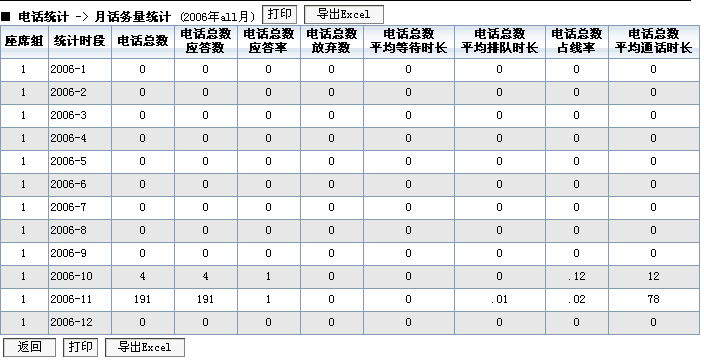 ■ 电话统计 -> 月话务量统计 (2006年all月) 打印 导出Excel
座席组 统计时段 电话总数 电话总数应答数 电话总数应答率 电话总数放弃数 电话总数平均等待时长 电话总数平均排队时长 电话总数占线率 电话总数平均通话时长
1 2006-1 0 0 0 0 0 0 0 0
1 2006-2 0 0 0 0 0 0 0 0
1 2006-3 0 0 0 0 0 0 0 0
1 2006-4 0 0 0 0 0 0 0 0
1 2006-5 0 0 0 0 0 0 0 0
1 2006-6 0 0 0 0 0 0 0 0
1 2006-7 0 0 0 0 0 0 0 0
1 2006-8 0 0 0 0 0 0 0 0
1 2006-9 0 0 0 0 0 0 0 0
1 2006-10 4 4 1 0 0 0 .12 12
1 2006-11 191 191 1 0 0 .01 .02 78
1 2006-12 0 0 0 0 0 0 0 0
返回 打印 导出Excel